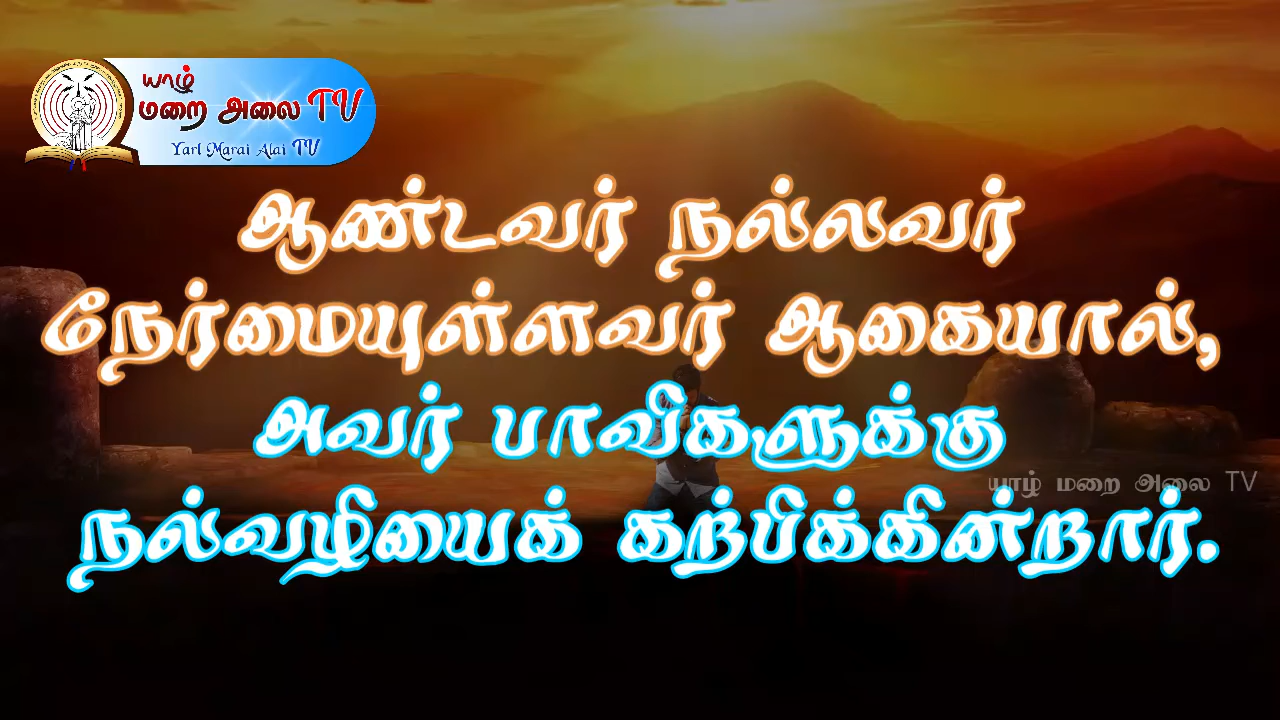 யாழ்
மறை அலை TV
Yarl Marai Alai TV
ஆண்டவர் நல்லவர்
நேர்மையுள்ளவர் ஆகையால்,
அவர் பாவிகளுக்கு
யாழ் மறை அலை TV
நல்வழியைக் கற்பிக்கின்றார்.